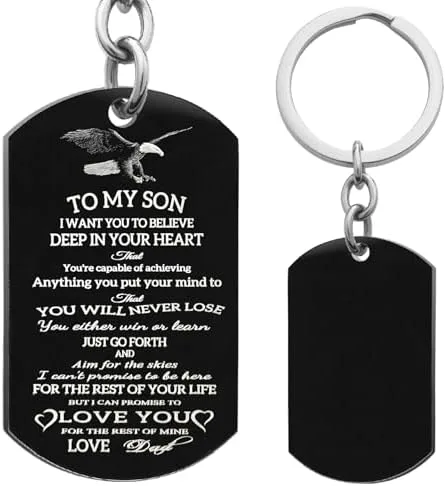 TO MY SON
I WANT YOU TO BELIEVE
DEEP IN YOUR HEART
That
You're capable of achieving
Anything you put your mind to
That
YOU WILL NEVER LOSE
You either win or learn
JUST GO FORTH
AND
Aim for the skies
I can't promise to be here
FOR THE REST OF YOUR LIFE
BUT I CAN PROMISE TO
LOVE YOU
FOR THE REST OF MINE
LOVE Dad